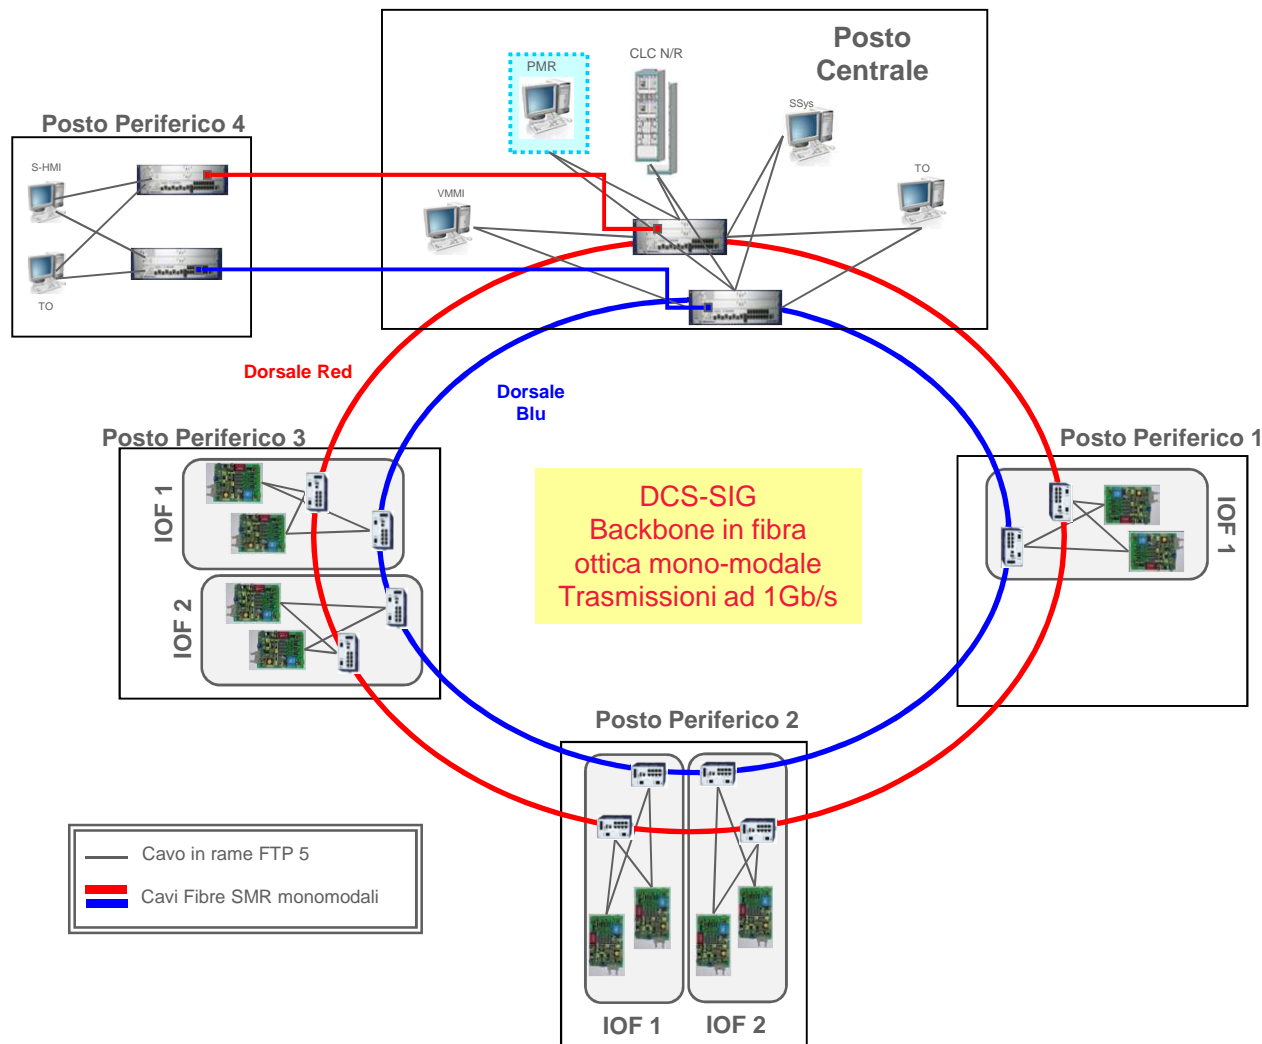 Posto
Centrale
PMR
CLC N/R
SSys
VMMI
TO
Posto Periferico 4
S-HMI
TO
Dorsale Red
Dorsale
Blu
Posto Periferico 3
IOF 1
IOF 2
Posto Periferico 1
IOF 1
DCS-SIG
Backbone in fibra
ottica mono-modale
Trasmissioni ad 1Gb/s
Posto Periferico 2
IOF 1
IOF 2
Cavo in rame FTP 5
Cavi Fibre SMR monomodali